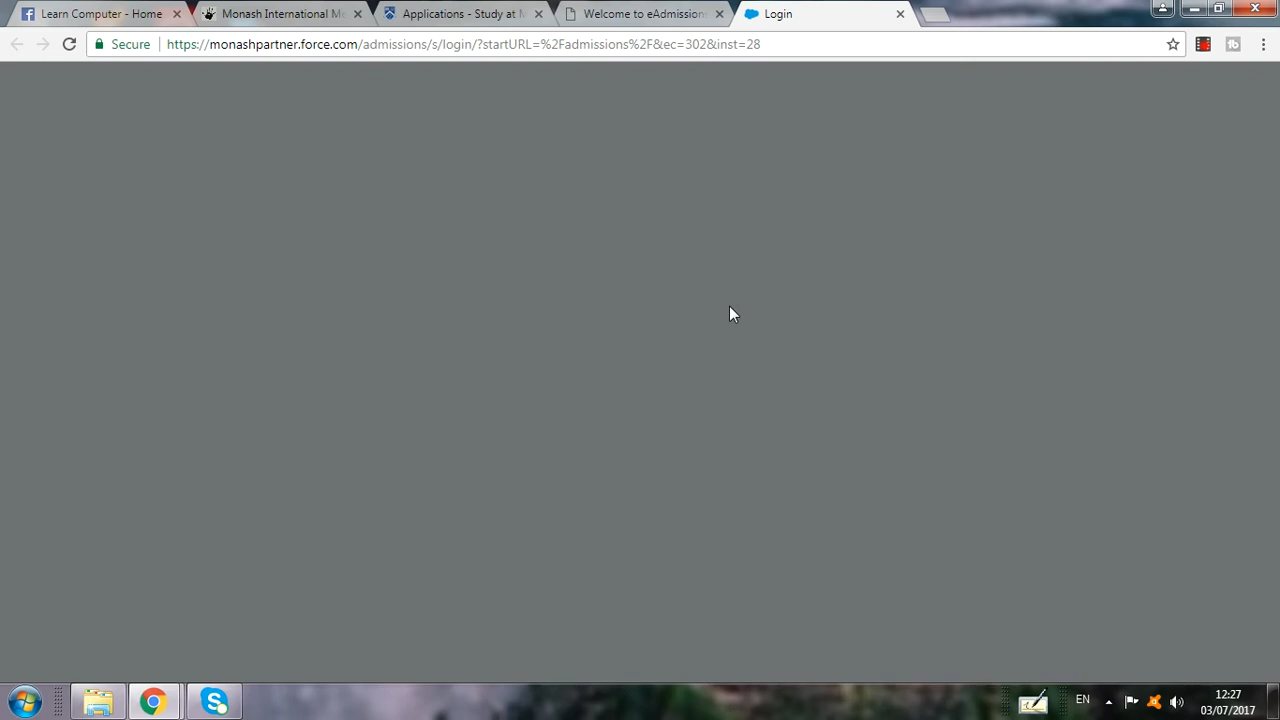 Learn Computer - Home
Monash International Me
Applications - Study at M
Welcome to eAdmission
Login
Secure
https://monashpartner.force.com/admissions/s/login/?startURL=%2Fadmissions%2F&ec=302&inst=28
EN
12:27
03/07/2017